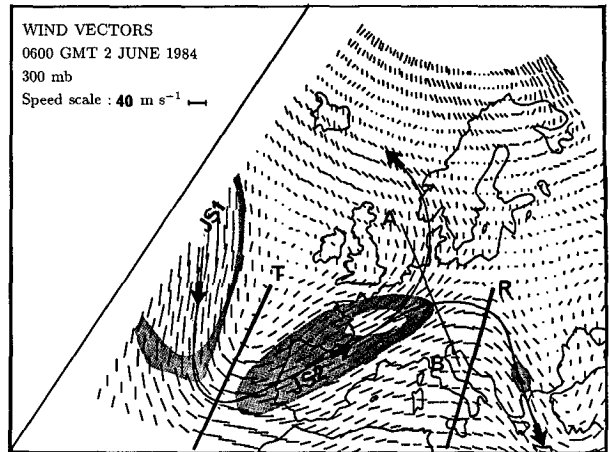 WIND VECTORS
0600 GMT 2 JUNE 1984
300 mb
Speed scale : 40 m s⁻¹
JS1
A
T
R
JS2
B